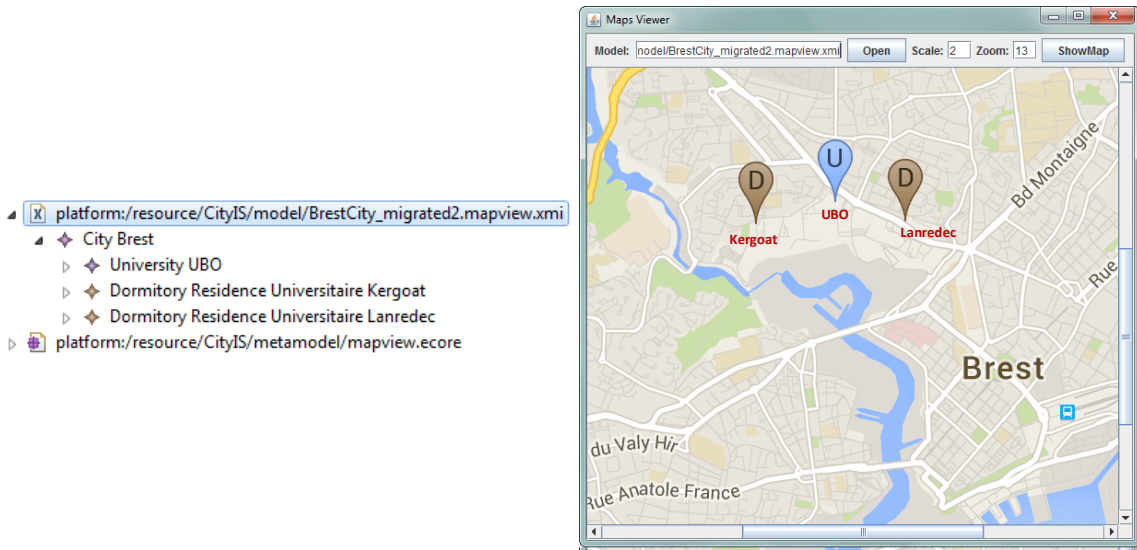 platform:/resource/CityIS/model/BrestCity_migrated2.mapview.xmi
City Brest
University UBO
Dormitory Residence Universitaire Kergoat
Dormitory Residence Universitaire Lanredec
platform:/resource/CityIS/metamodel/mapview.ecore
Maps Viewer
Model: nodel/BrestCity_migrated2.mapview.xmi Open Scale: 2 Zoom: 13 ShowMap
Bd Montaigne
U
D
D
UBO
Lanredec
Kergoat
Rue
Brest
du Valy Hir
Rue Anatole France